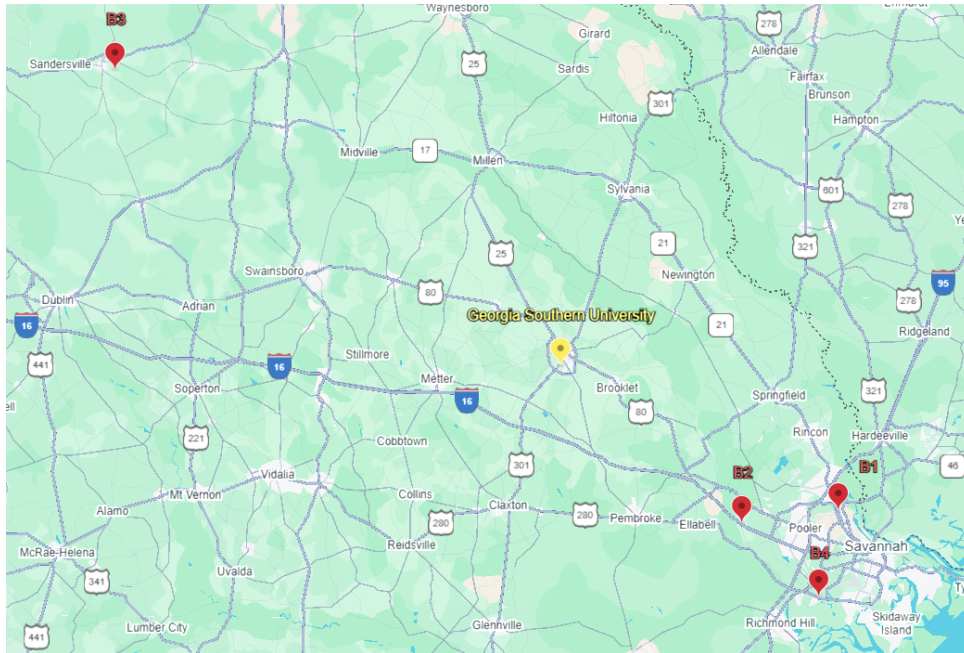 Waynesboro
B3
278
Girard
Allendale
Sandersville
25
Sardis
Fairfax
301
Brunson
Hiltonia
Hampton
Midville
17
Millen
Sylvania
601
278
21
321
Swainsboro
Newington
95
Dublin
Adrian
80
25
278
16
Georgia Southern University
21
Ridgeland
441
Stillmore
16
Metter
Brooklet
Soperton
16
Springfield
321
80
Rincon
221
Cobbtown
Hardeeville
301
B1
46
Vidalia
B2
Mt Vernon
Collins
Claxton
Alamo
280
280
Pembroke
Ellabell
Pooler
Reidsville
Savannah
McRae-Helena
B4
341
Uvalda
Skidaway
Island
441
Lumber City
Glennville
Richmond Hill